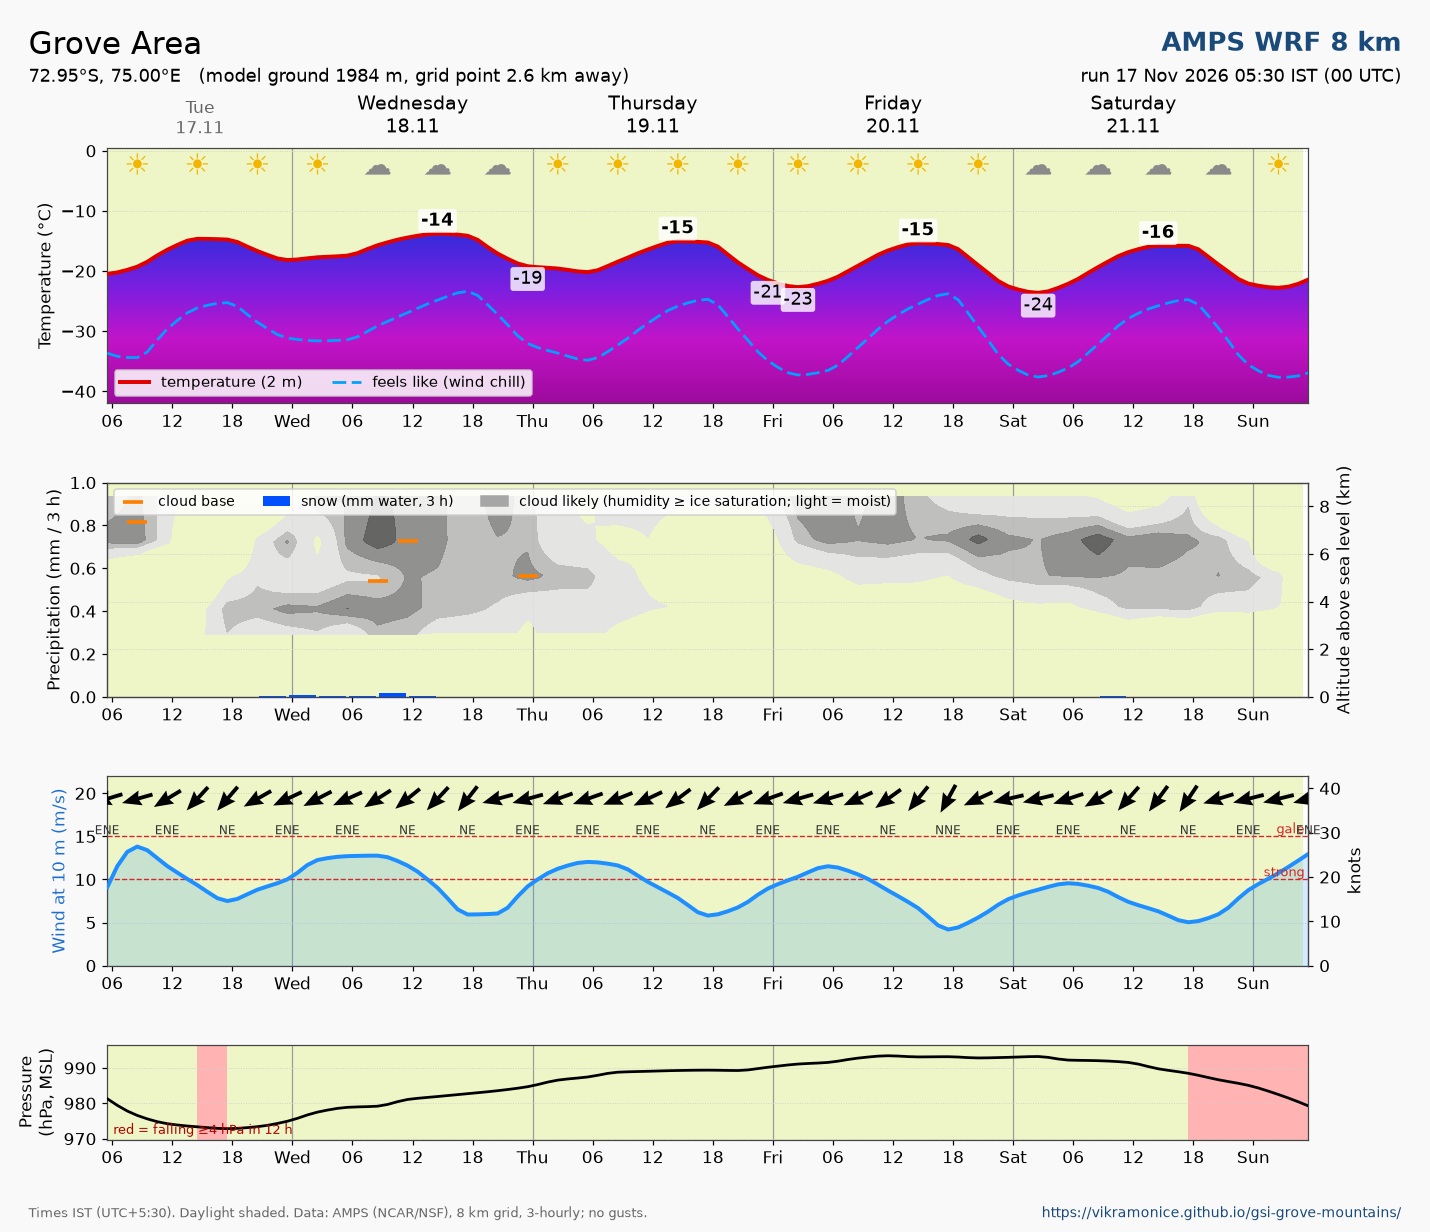 Grove Area
AMPS WRF 8 km
72.95°S, 75.00°E (model ground 1984 m, grid point 2.6 km away)
run 17 Nov 2026 05:30 IST (00 UTC)
Tue Wednesday Thursday Friday Saturday
17.11 18.11 19.11 20.11 21.11
Temperature (°C)
0
−10
−20
−30
−40
-14 -15 -15 -16
-19 -21 -23 -24
temperature (2 m) feels like (wind chill)
06 12 18 Wed 06 12 18 Thu 06 12 18 Fri 06 12 18 Sat 06 12 18 Sun
Precipitation (mm / 3 h)
1.0
0.8
0.6
0.4
0.2
0.0
cloud base snow (mm water, 3 h) cloud likely (humidity ≥ ice saturation; light = moist)
Altitude above sea level (km)
8
6
4
2
0
06 12 18 Wed 06 12 18 Thu 06 12 18 Fri 06 12 18 Sat 06 12 18 Sun
Wind at 10 m (m/s)
20
15
10
5
0
ENE ENE NE ENE ENE NE NE ENE ENE ENE NE ENE ENE NE NNE ENE ENE NE NE ENE ENE
gale
strong
knots
40
30
20
10
0
06 12 18 Wed 06 12 18 Thu 06 12 18 Fri 06 12 18 Sat 06 12 18 Sun
Pressure
(hPa, MSL)
990
980
970
red = falling ≥4 hPa in 12 h
06 12 18 Wed 06 12 18 Thu 06 12 18 Fri 06 12 18 Sat 06 12 18 Sun
Times IST (UTC+5:30). Daylight shaded. Data: AMPS (NCAR/NSF), 8 km grid, 3-hourly; no gusts.
https://vikramonice.github.io/gsi-grove-mountains/